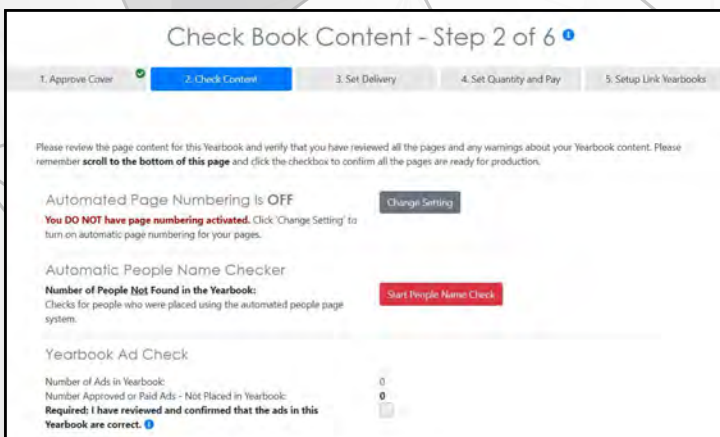 Check Book Content - Step 2 of 6
1. Approve Cover
2. Check Content
3. Set Delivery
4. Set Quantity and Pay
5. Setup Link Yearbooks
Please review the page content for this Yearbook and verify that you have reviewed all the pages and any warnings about your Yearbook content. Please
remember scroll to the bottom of this page and click the checkbox to confirm all the pages are ready for production.
Automated Page Numbering Is OFF
Change Setting
You DO NOT have page numbering activated. Click 'Change Setting' to
turn on automatic page numbering for your pages.
Automatic People Name Checker
Number of People Not Found in the Yearbook:
Start People Name Check
Checks for people who were placed using the automated people page
system.
Yearbook Ad Check
Number of Ads in Yearbook: 0
Number Approved or Paid Ads - Not Placed in Yearbook: 0
Required: I have reviewed and confirmed that the ads in this
Yearbook are correct.